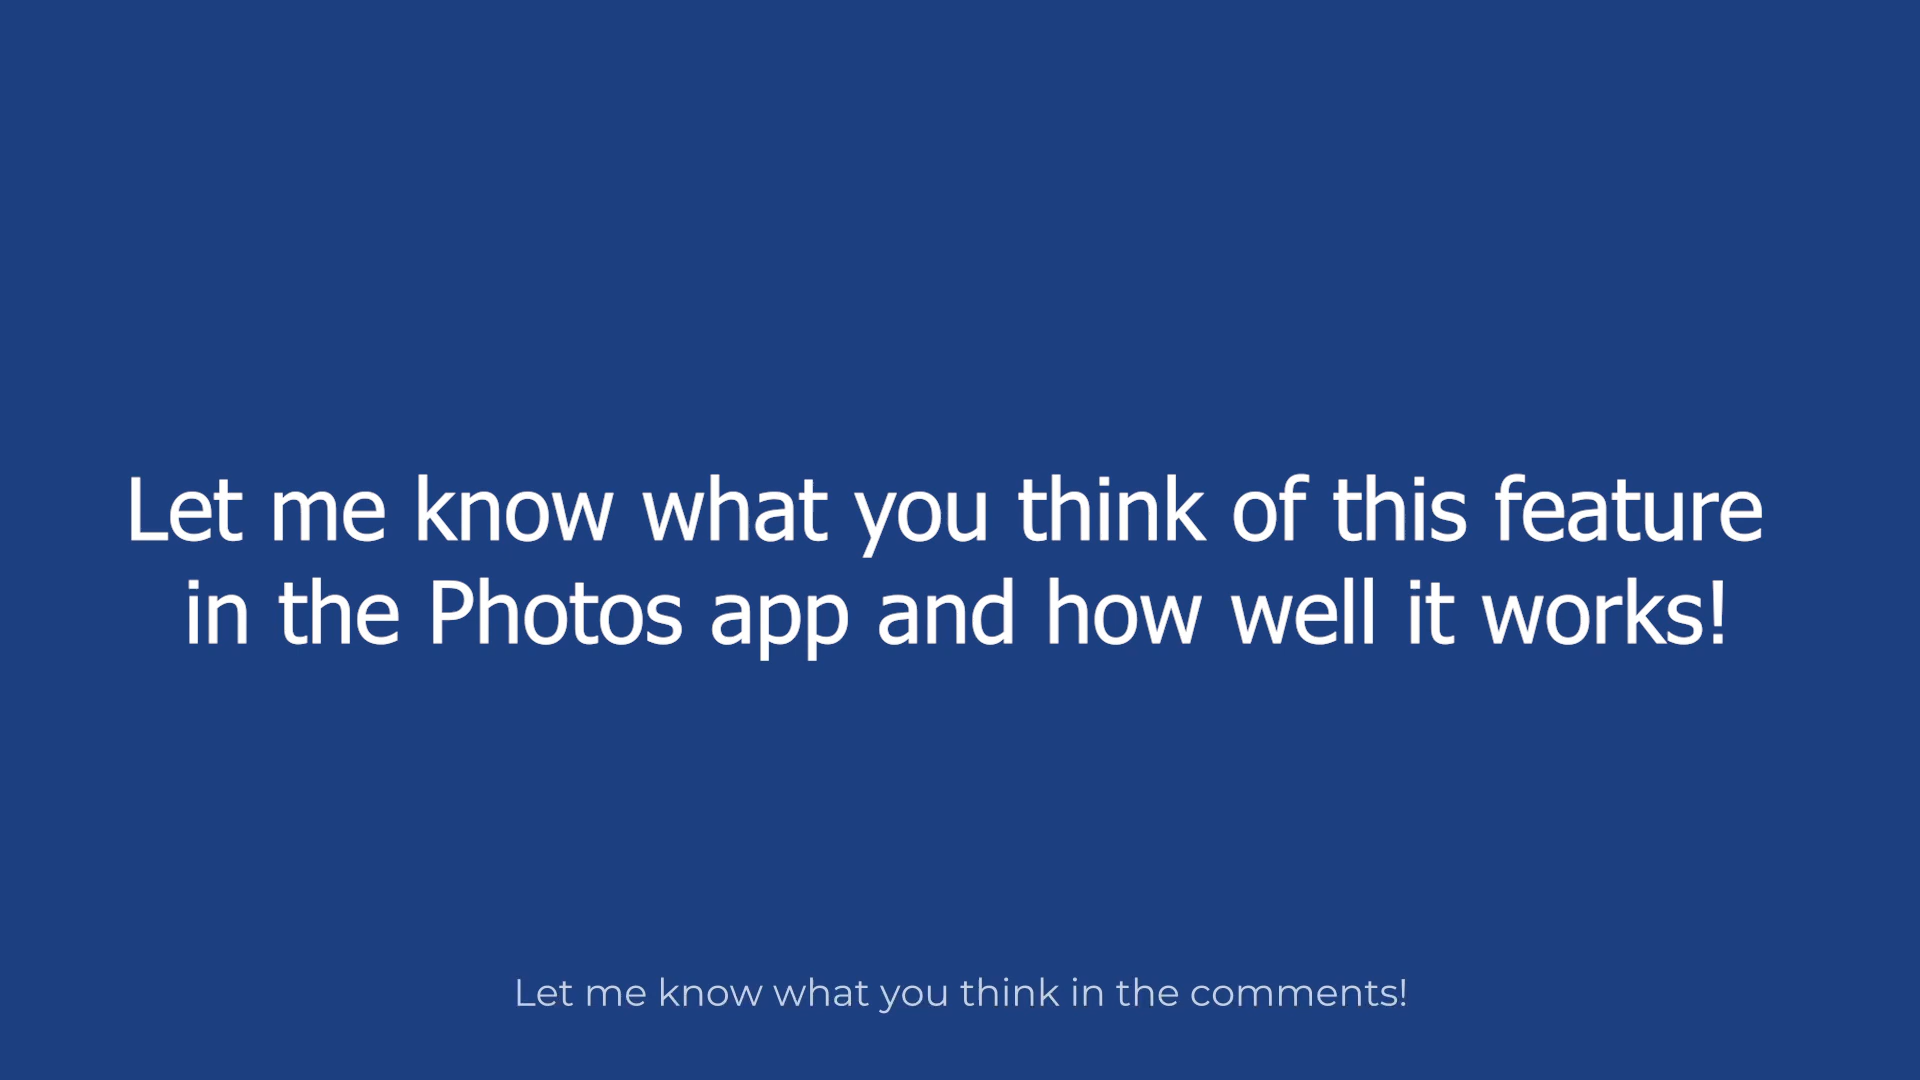 Let me know what you think of this feature
in the Photos app and how well it works!
Let me know what you think in the comments!